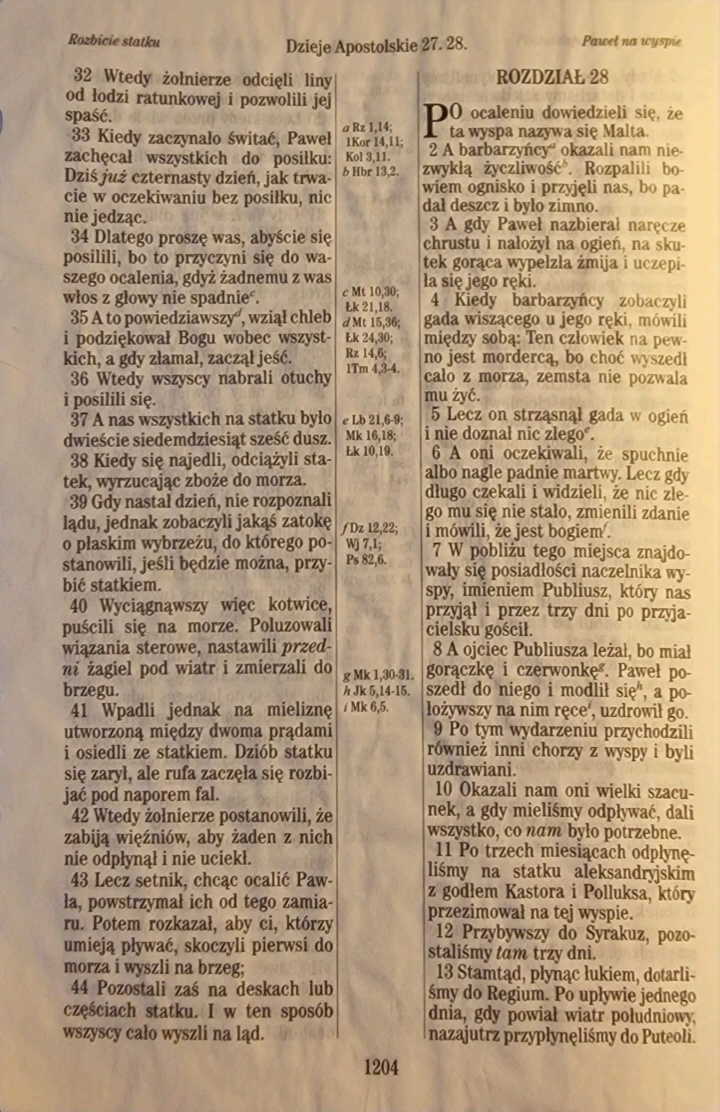 Rozbicie statku
Dzieje Apostolskie 27. 28.
Paweł na wyspie
32 Wtedy żołnierze odcięli liny
od łodzi ratunkowej i pozwolili jej
spaść.
33 Kiedy zaczynało świtać, Paweł
zachęcał wszystkich do posiłku:
Dziś już czternasty dzień, jak trwa-
cie w oczekiwaniu bez posiłku, nic
nie jedząc.
34 Dlatego proszę was, abyście się
posilili, bo to przyczyni się do wa-
szego ocalenia, gdyż żadnemu z was
włos z głowy nie spadnie^c.
35 A to powiedziawszy^d, wziął chleb
i podziękował Bogu wobec wszyst-
kich, a gdy złamał, zaczął jeść.
36 Wtedy wszyscy nabrali otuchy
i posilili się.
37 A nas wszystkich na statku było
dwieście siedemdziesiąt sześć dusz.
38 Kiedy się najedli, odciążyli sta-
tek, wyrzucając zboże do morza.
39 Gdy nastał dzień, nie rozpoznali
lądu, jednak zobaczyli jakąś zatokę
o płaskim wybrzeżu, do którego po-
stanowili, jeśli będzie można, przy-
bić statkiem.
40 Wyciągnąwszy więc kotwice,
puścili się na morze. Poluzowali
wiązania sterowe, nastawili przed-
ni żagiel pod wiatr i zmierzali do
brzegu.
41 Wpadli jednak na mieliznę
utworzoną między dwoma prądami
i osiedli ze statkiem. Dziób statku
się zarył, ale rufa zaczęła się rozbi-
jać pod naporem fal.
42 Wtedy żołnierze postanowili, że
zabiją więźniów, aby żaden z nich
nie odpłynął i nie uciekł.
43 Lecz setnik, chcąc ocalić Paw-
ła, powstrzymał ich od tego zamia-
ru. Potem rozkazał, aby ci, którzy
umieją pływać, skoczyli pierwsi do
morza i wyszli na brzeg;
44 Pozostali zaś na deskach lub
częściach statku. I w ten sposób
wszyscy cało wyszli na ląd.
a Rz 1,14;
1Kor 14,11;
Kol 3,11.
b Hbr 13,2.
c Mt 10,30;
Łk 21,18.
d Mt 15,36;
Łk 24,30;
Rz 14,6;
1Tm 4,3-4.
e Lb 21,6-9;
Mk 16,18;
Łk 10,19.
f Dz 12,22;
Wj 7,1;
Ps 82,6.
g Mk 1,30-31.
h Jk 5,14-15.
i Mk 6,5.
ROZDZIAŁ 28
PO ocaleniu dowiedzieli się, że
ta wyspa nazywa się Malta.
2 A barbarzyńcy^a okazali nam nie-
zwykłą życzliwość^b. Rozpalili bo-
wiem ognisko i przyjęli nas, bo pa-
dał deszcz i było zimno.
3 A gdy Paweł nazbierał naręcze
chrustu i nałożył na ogień, na sku-
tek gorąca wypełzła żmija i uczepi-
ła się jego ręki.
4 Kiedy barbarzyńcy zobaczyli
gada wiszącego u jego ręki, mówili
między sobą: Ten człowiek na pew-
no jest mordercą, bo choć wyszedł
cało z morza, zemsta nie pozwala
mu żyć.
5 Lecz on strząsnął gada w ogień
i nie doznał nic złego^e.
6 A oni oczekiwali, że spuchnie
albo nagle padnie martwy. Lecz gdy
długo czekali i widzieli, że nic złe-
go mu się nie stało, zmienili zdanie
i mówili, że jest bogiem^f.
7 W pobliżu tego miejsca znajdo-
wały się posiadłości naczelnika wy-
spy, imieniem Publiusz, który nas
przyjął i przez trzy dni po przyja-
cielsku gościł.
8 A ojciec Publiusza leżał, bo miał
gorączkę i czerwonkę^g. Paweł po-
szedł do niego i modlił się^h, a po-
łożywszy na nim ręce^i, uzdrowił go.
9 Po tym wydarzeniu przychodzili
również inni chorzy z wyspy i byli
uzdrawiani.
10 Okazali nam oni wielki szacu-
nek, a gdy mieliśmy odpływać, dali
wszystko, co nam było potrzebne.
11 Po trzech miesiącach odpłynę-
liśmy na statku aleksandryjskim
z godłem Kastora i Polluksa, który
przezimował na tej wyspie.
12 Przybywszy do Syrakuz, pozo-
staliśmy tam trzy dni.
13 Stamtąd, płynąc łukiem, dotarli-
śmy do Regium. Po upływie jednego
dnia, gdy powiał wiatr południowy,
nazajutrz przypłynęliśmy do Puteoli.
1204